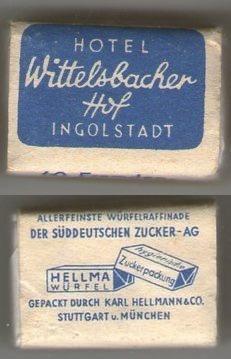 HOTEL
Wittelsbacher
Hof
INGOLSTADT
ALLERFEINSTE WÜRFELRAFFINADE
DER SÜDDEUTSCHEN ZUCKER-AG
hygienische
Zuckerpackung
HELLMA
WÜRFEL
GEPACKT DURCH KARL HELLMANN & CO.
STUTTGART u. MÜNCHEN